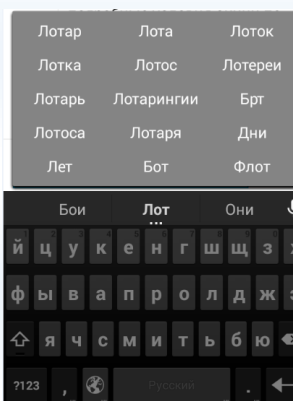 Лотар Лота Лоток
Лотка Лотос Лотереи
Лотарь Лотарингии Брт
Лотоса Лотаря Дни
Лет Бот Флот
Бои Лот Они
й ц у к е н г ш щ з
ф ы в а п р о л д ж
я ч с м и т ь б ю
?123 , Русский .